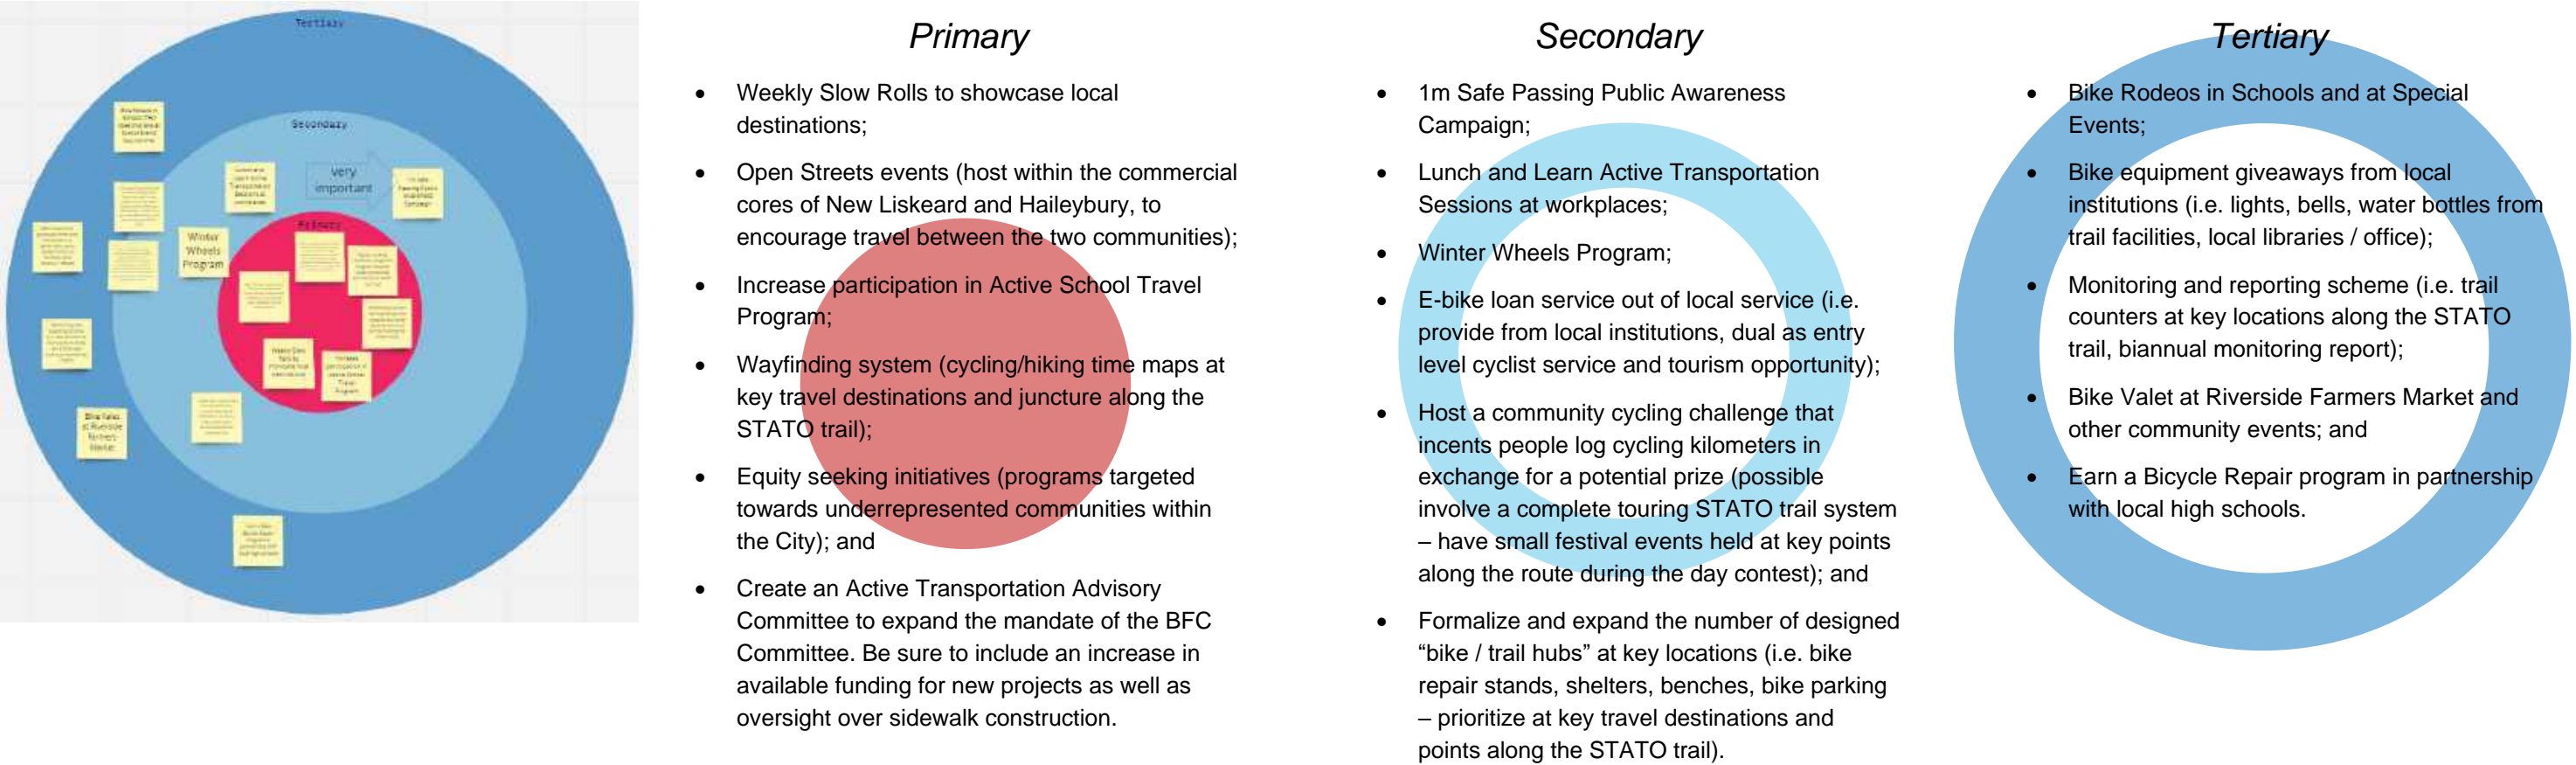 Tertiary
Secondary
very
important
Primary
Winter
Wheels
Program
Bike Valet
at Riverside
Farmers
Market
Primary
• Weekly Slow Rolls to showcase local
destinations;
• Open Streets events (host within the commercial
cores of New Liskeard and Haileybury, to
encourage travel between the two communities);
• Increase participation in Active School Travel
Program;
• Wayfinding system (cycling/hiking time maps at
key travel destinations and juncture along the
STATO trail);
• Equity seeking initiatives (programs targeted
towards underrepresented communities within
the City); and
• Create an Active Transportation Advisory
Committee to expand the mandate of the BFC
Committee. Be sure to include an increase in
available funding for new projects as well as
oversight over sidewalk construction.
Secondary
• 1m Safe Passing Public Awareness
Campaign;
• Lunch and Learn Active Transportation
Sessions at workplaces;
• Winter Wheels Program;
• E-bike loan service out of local service (i.e.
provide from local institutions, dual as entry
level cyclist service and tourism opportunity);
• Host a community cycling challenge that
incents people log cycling kilometers in
exchange for a potential prize (possible
involve a complete touring STATO trail system
– have small festival events held at key points
along the route during the day contest); and
• Formalize and expand the number of designed
“bike / trail hubs” at key locations (i.e. bike
repair stands, shelters, benches, bike parking
– prioritize at key travel destinations and
points along the STATO trail).
Tertiary
• Bike Rodeos in Schools and at Special
Events;
• Bike equipment giveaways from local
institutions (i.e. lights, bells, water bottles from
trail facilities, local libraries / office);
• Monitoring and reporting scheme (i.e. trail
counters at key locations along the STATO
trail, biannual monitoring report);
• Bike Valet at Riverside Farmers Market and
other community events; and
• Earn a Bicycle Repair program in partnership
with local high schools.